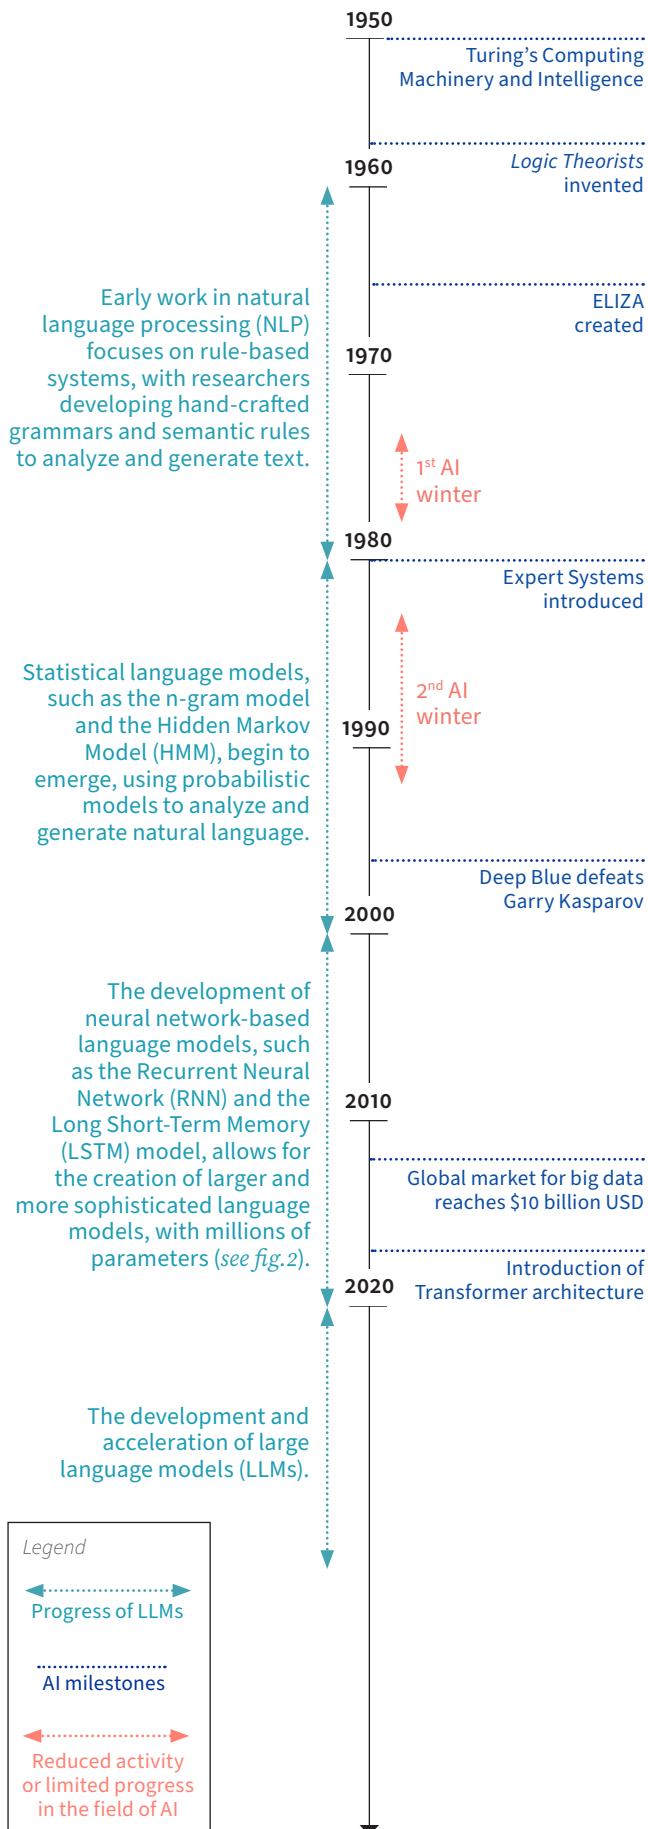 1950
Turing’s Computing
Machinery and Intelligence
Logic Theorists
invented
1960
ELIZA
created
Early work in natural
language processing (NLP)
focuses on rule-based
systems, with researchers
developing hand-crafted
grammars and semantic rules
to analyze and generate text.
1970
1st AI
winter
1980
Expert Systems
introduced
Statistical language models,
such as the n-gram model
and the Hidden Markov
Model (HMM), begin to
emerge, using probabilistic
models to analyze and
generate natural language.
2nd AI
winter
1990
Deep Blue defeats
Garry Kasparov
2000
The development of
neural network-based
language models, such
as the Recurrent Neural
Network (RNN) and the
Long Short-Term Memory
(LSTM) model, allows for
the creation of larger and
more sophisticated language
models, with millions of
parameters (see fig.2).
2010
Global market for big data
reaches $10 billion USD
Introduction of
Transformer architecture
2020
The development and
acceleration of large
language models (LLMs).
Legend
Progress of LLMs
AI milestones
Reduced activity
or limited progress
in the field of AI